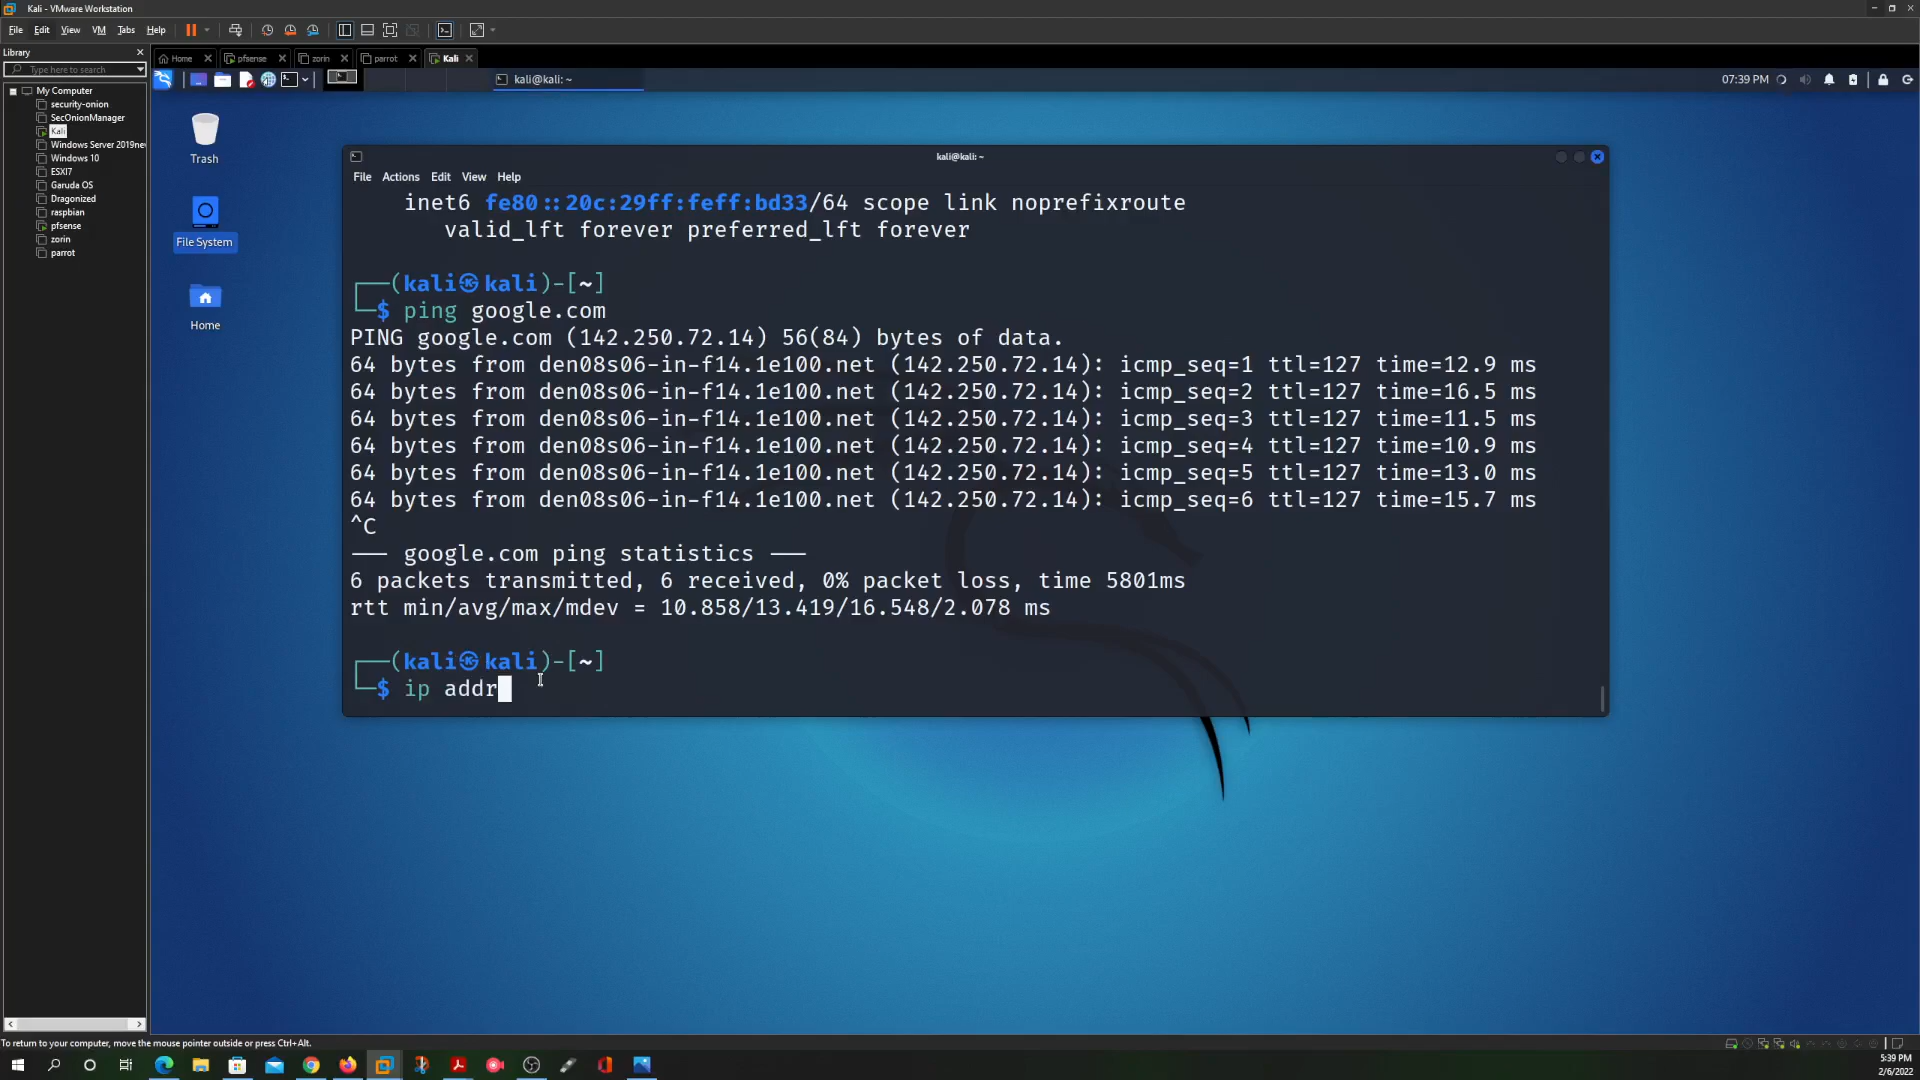 Kali - VMware Workstation
File Edit View VM Tabs Help
Library
Type here to search
My Computer
security-onion
SecOnionManager
Kali
Windows Server 2019nev
Windows 10
ESXI7
Garuda OS
Dragonized
raspbian
pfsense
zorin
parrot
Home
pfsense
zorin
parrot
Kali
kali@kali: ~
07:39 PM
Trash
File System
Home
kali@kali: ~
File Actions Edit View Help
inet6 fe80::20c:29ff:feff:bd33/64 scope link noprefixroute
valid_lft forever preferred_lft forever
┌──(kali㉿kali)-[~]
└─$ ping google.com
PING google.com (142.250.72.14) 56(84) bytes of data.
64 bytes from den08s06-in-f14.1e100.net (142.250.72.14): icmp_seq=1 ttl=127 time=12.9 ms
64 bytes from den08s06-in-f14.1e100.net (142.250.72.14): icmp_seq=2 ttl=127 time=16.5 ms
64 bytes from den08s06-in-f14.1e100.net (142.250.72.14): icmp_seq=3 ttl=127 time=11.5 ms
64 bytes from den08s06-in-f14.1e100.net (142.250.72.14): icmp_seq=4 ttl=127 time=10.9 ms
64 bytes from den08s06-in-f14.1e100.net (142.250.72.14): icmp_seq=5 ttl=127 time=13.0 ms
64 bytes from den08s06-in-f14.1e100.net (142.250.72.14): icmp_seq=6 ttl=127 time=15.7 ms
^C
--- google.com ping statistics ---
6 packets transmitted, 6 received, 0% packet loss, time 5801ms
rtt min/avg/max/mdev = 10.858/13.419/16.548/2.078 ms
┌──(kali㉿kali)-[~]
└─$ ip addr
To return to your computer, move the mouse pointer outside or press Ctrl+Alt.
5:39 PM
2/6/2022